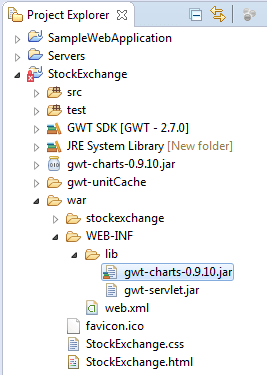 Project Explorer
SampleWebApplication
Servers
StockExchange
src
test
GWT SDK [GWT - 2.7.0]
JRE System Library [New folder]
gwt-charts-0.9.10.jar
gwt-unitCache
war
stockexchange
WEB-INF
lib
gwt-charts-0.9.10.jar
gwt-servlet.jar
web.xml
favicon.ico
StockExchange.css
StockExchange.html